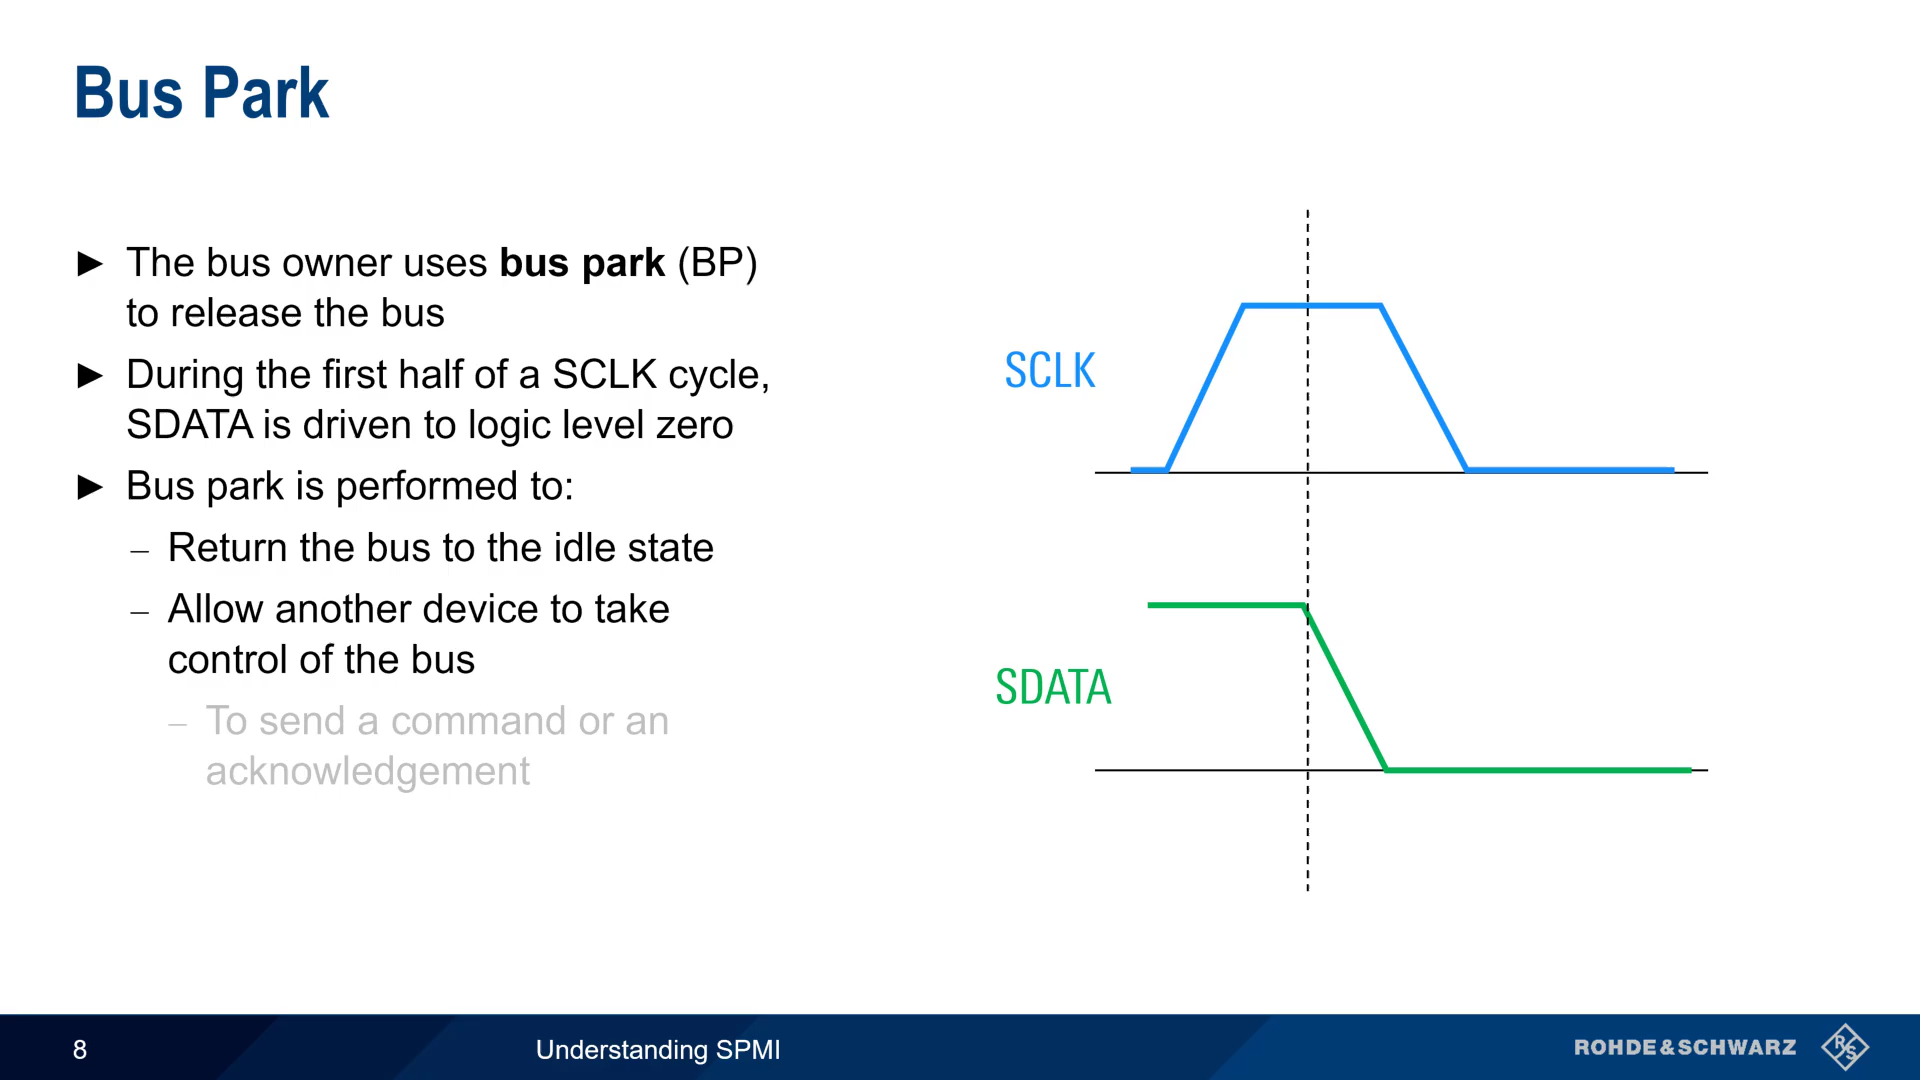 Bus Park
► The bus owner uses bus park (BP)
to release the bus
► During the first half of a SCLK cycle,
SDATA is driven to logic level zero
► Bus park is performed to:
– Return the bus to the idle state
– Allow another device to take
control of the bus
– To send a command or an
acknowledgement
SCLK
SDATA
8
Understanding SPMI
ROHDE&SCHWARZ
R&S